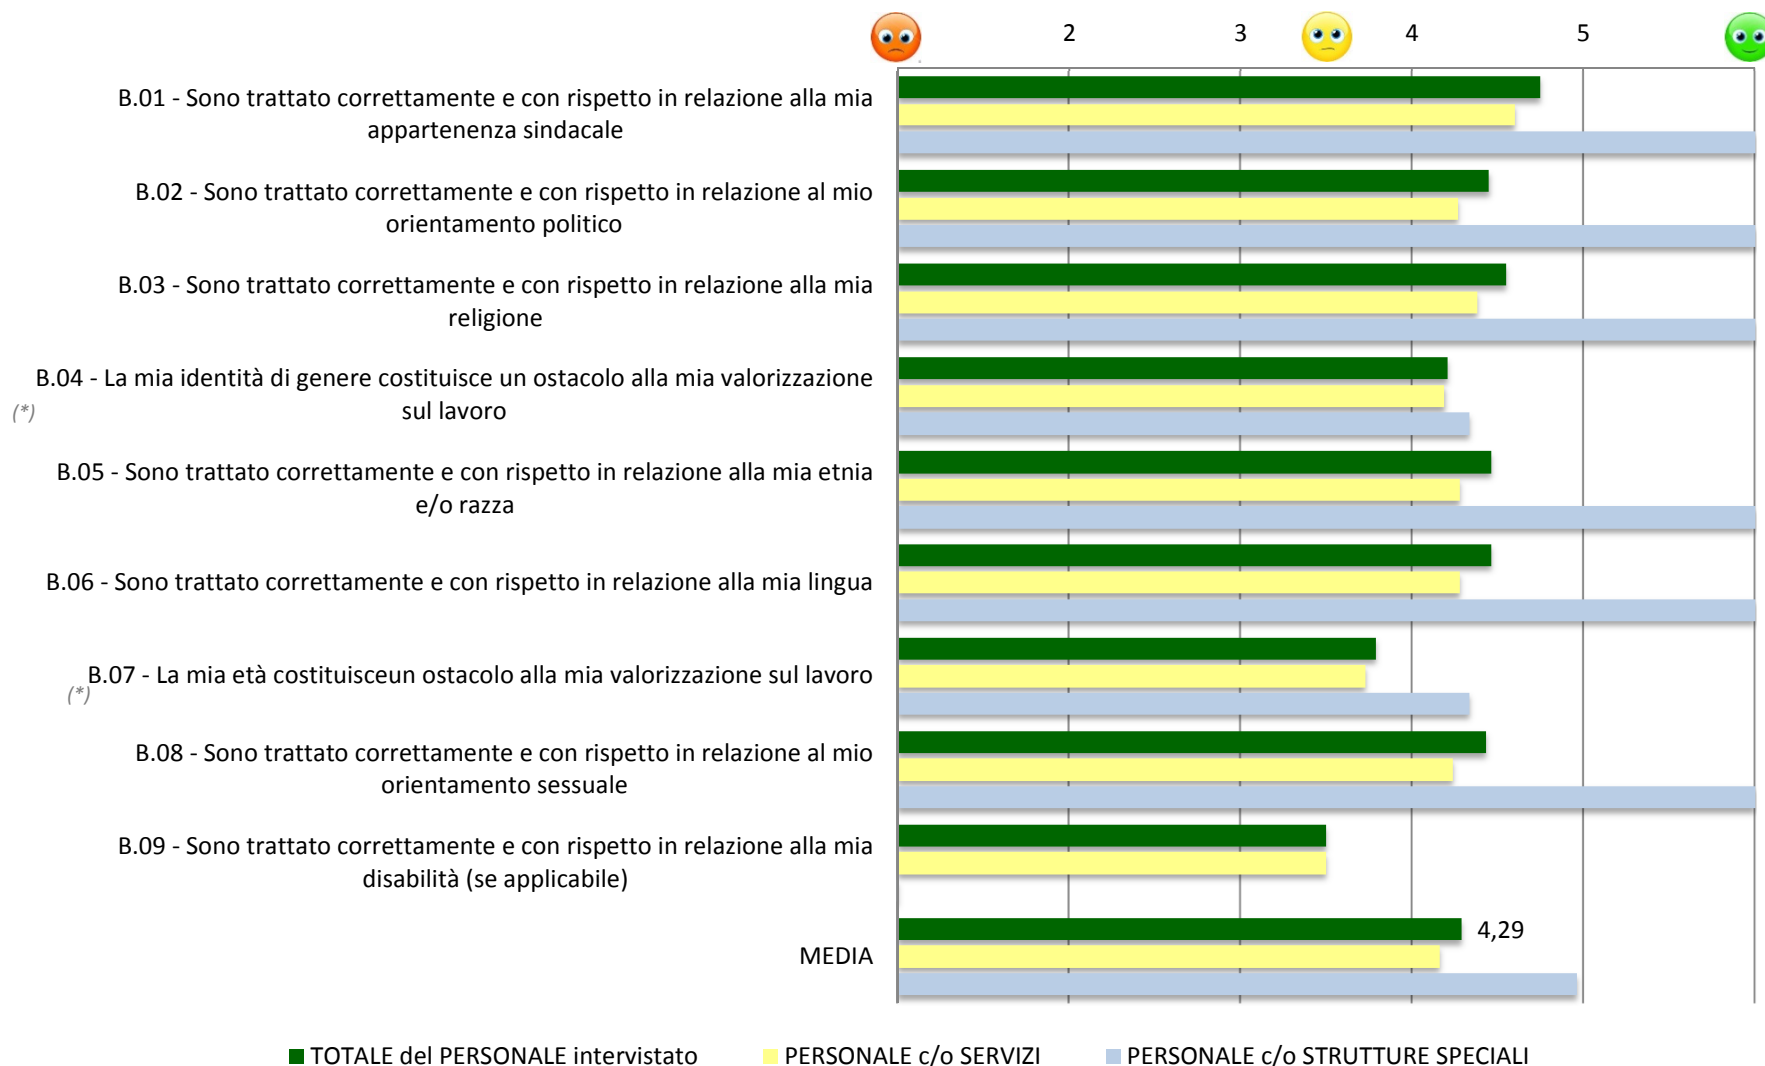 2 3 4 5
B.01 - Sono trattato correttamente e con rispetto in relazione alla mia
appartenenza sindacale
B.02 - Sono trattato correttamente e con rispetto in relazione al mio
orientamento politico
B.03 - Sono trattato correttamente e con rispetto in relazione alla mia
religione
B.04 - La mia identità di genere costituisce un ostacolo alla mia valorizzazione
(*) sul lavoro
B.05 - Sono trattato correttamente e con rispetto in relazione alla mia etnia
e/o razza
B.06 - Sono trattato correttamente e con rispetto in relazione alla mia lingua
B.07 - La mia età costituisceun ostacolo alla mia valorizzazione sul lavoro
(*)
B.08 - Sono trattato correttamente e con rispetto in relazione al mio
orientamento sessuale
B.09 - Sono trattato correttamente e con rispetto in relazione alla mia
disabilità (se applicabile)
4,29
MEDIA
TOTALE del PERSONALE intervistato PERSONALE c/o SERVIZI PERSONALE c/o STRUTTURE SPECIALI